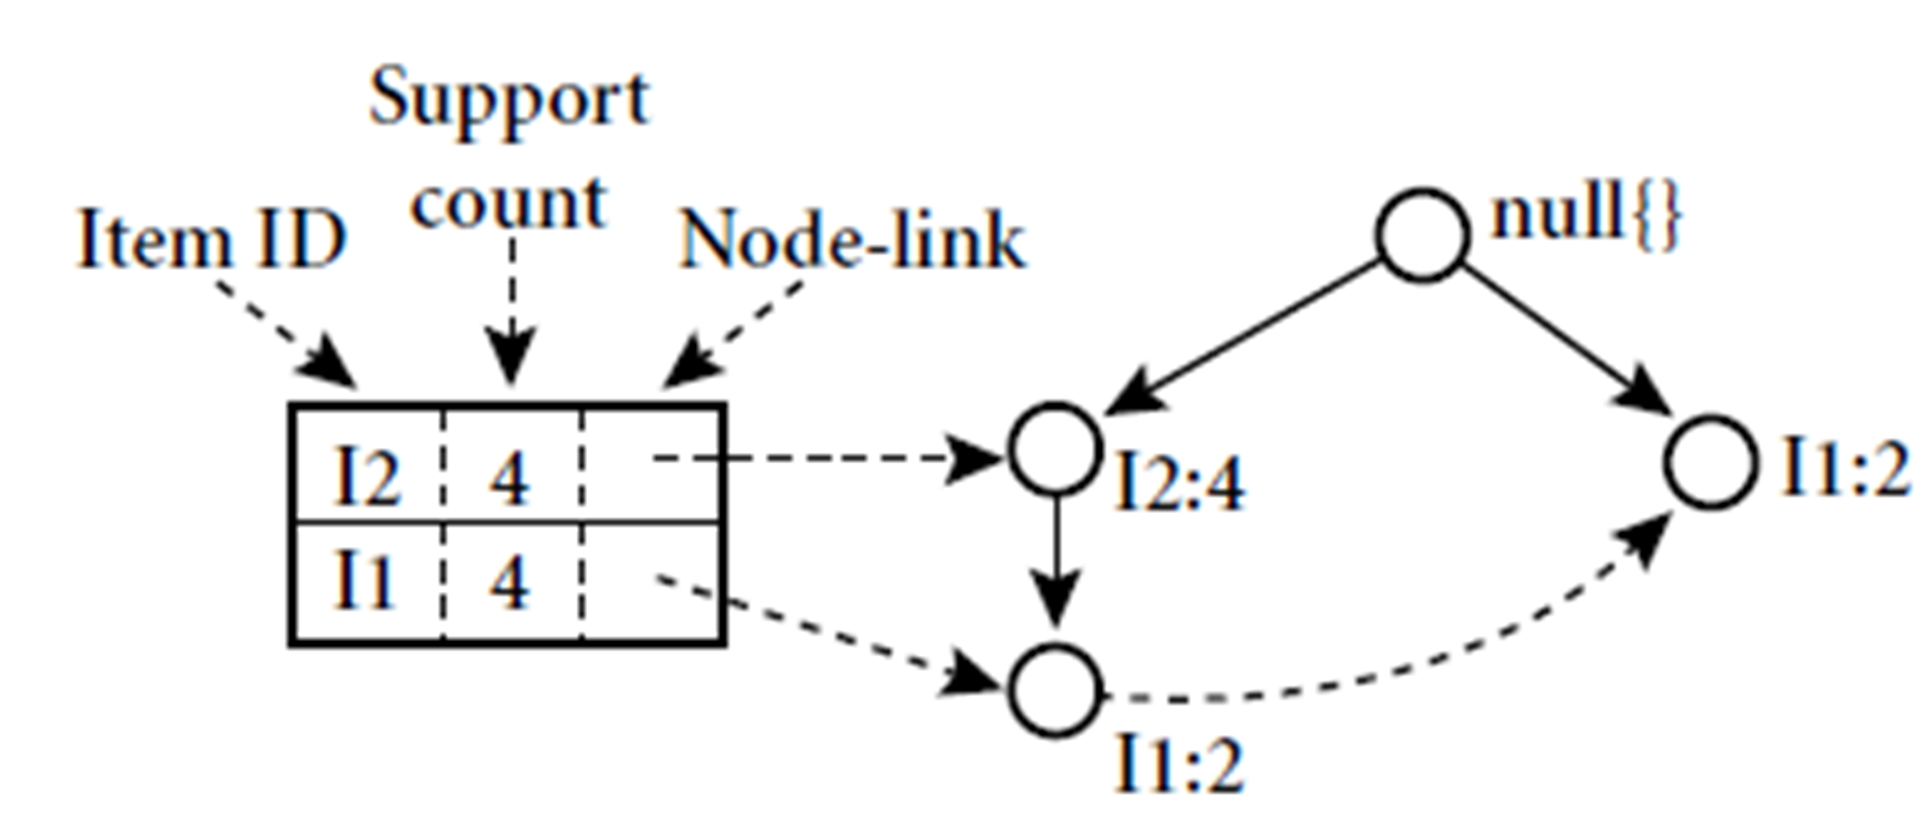 Support
count
Item ID
Node-link
null{}
I2 4
I1 4
I2:4
I1:2
I1:2